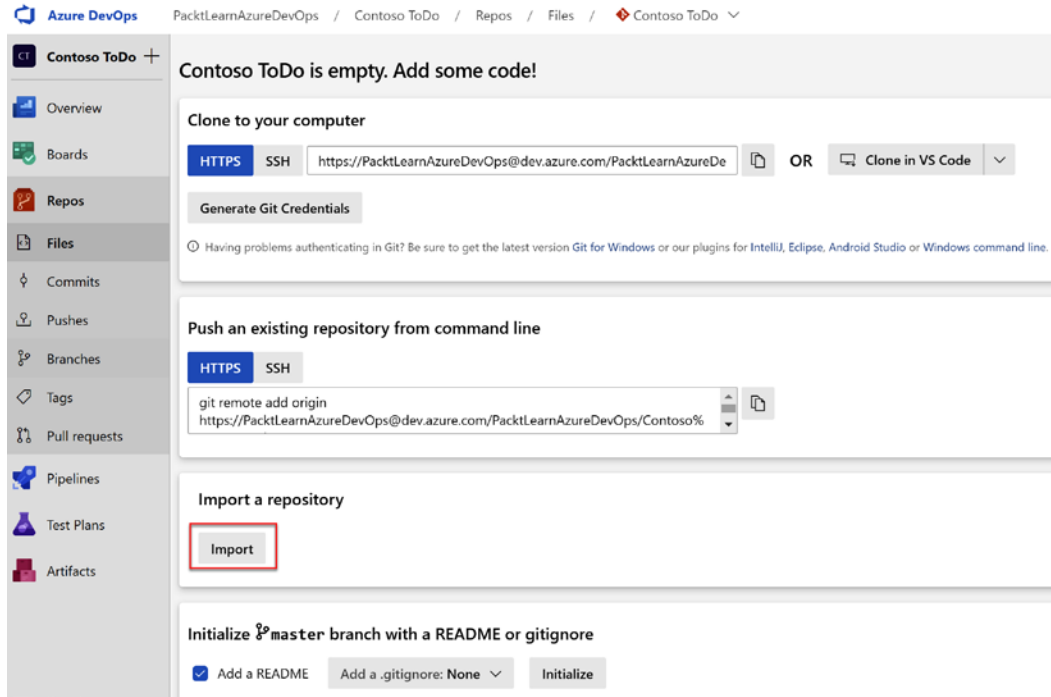 Azure DevOps PacktLearnAzureDevOps / Contoso ToDo / Repos / Files / Contoso ToDo
CT Contoso ToDo +
Overview
Boards
Repos
Files
Commits
Pushes
Branches
Tags
Pull requests
Pipelines
Test Plans
Artifacts
Contoso ToDo is empty. Add some code!
Clone to your computer
HTTPS SSH https://PacktLearnAzureDevOps@dev.azure.com/PacktLearnAzureDe OR Clone in VS Code
Generate Git Credentials
Having problems authenticating in Git? Be sure to get the latest version Git for Windows or our plugins for IntelliJ, Eclipse, Android Studio or Windows command line.
Push an existing repository from command line
HTTPS SSH
git remote add origin
https://PacktLearnAzureDevOps@dev.azure.com/PacktLearnAzureDevOps/Contoso%
Import a repository
Import
Initialize master branch with a README or gitignore
Add a README Add a .gitignore: None Initialize